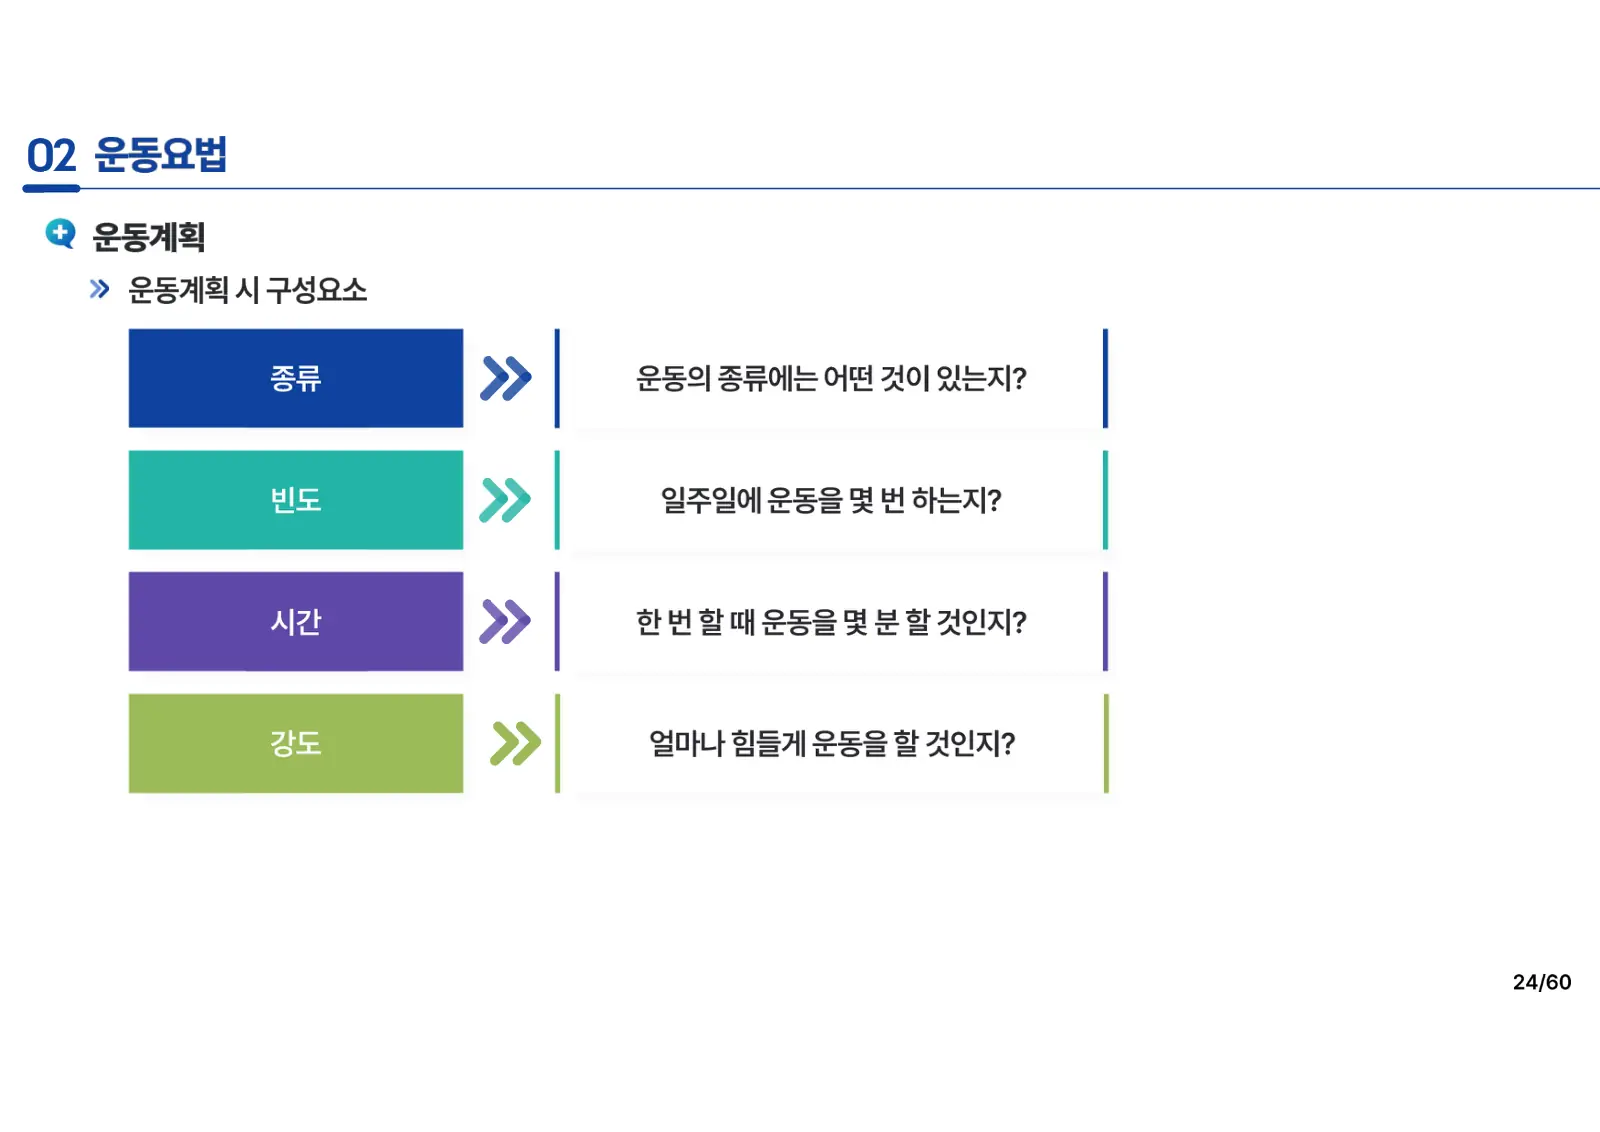 02 운동요법
운동계획
운동계획 시 구성요소
종류
운동의 종류에는 어떤 것이 있는지?
빈도
일주일에 운동을 몇 번 하는지?
시간
한 번 할 때 운동을 몇 분 할 것인지?
강도
얼마나 힘들게 운동을 할 것인지?
24/60